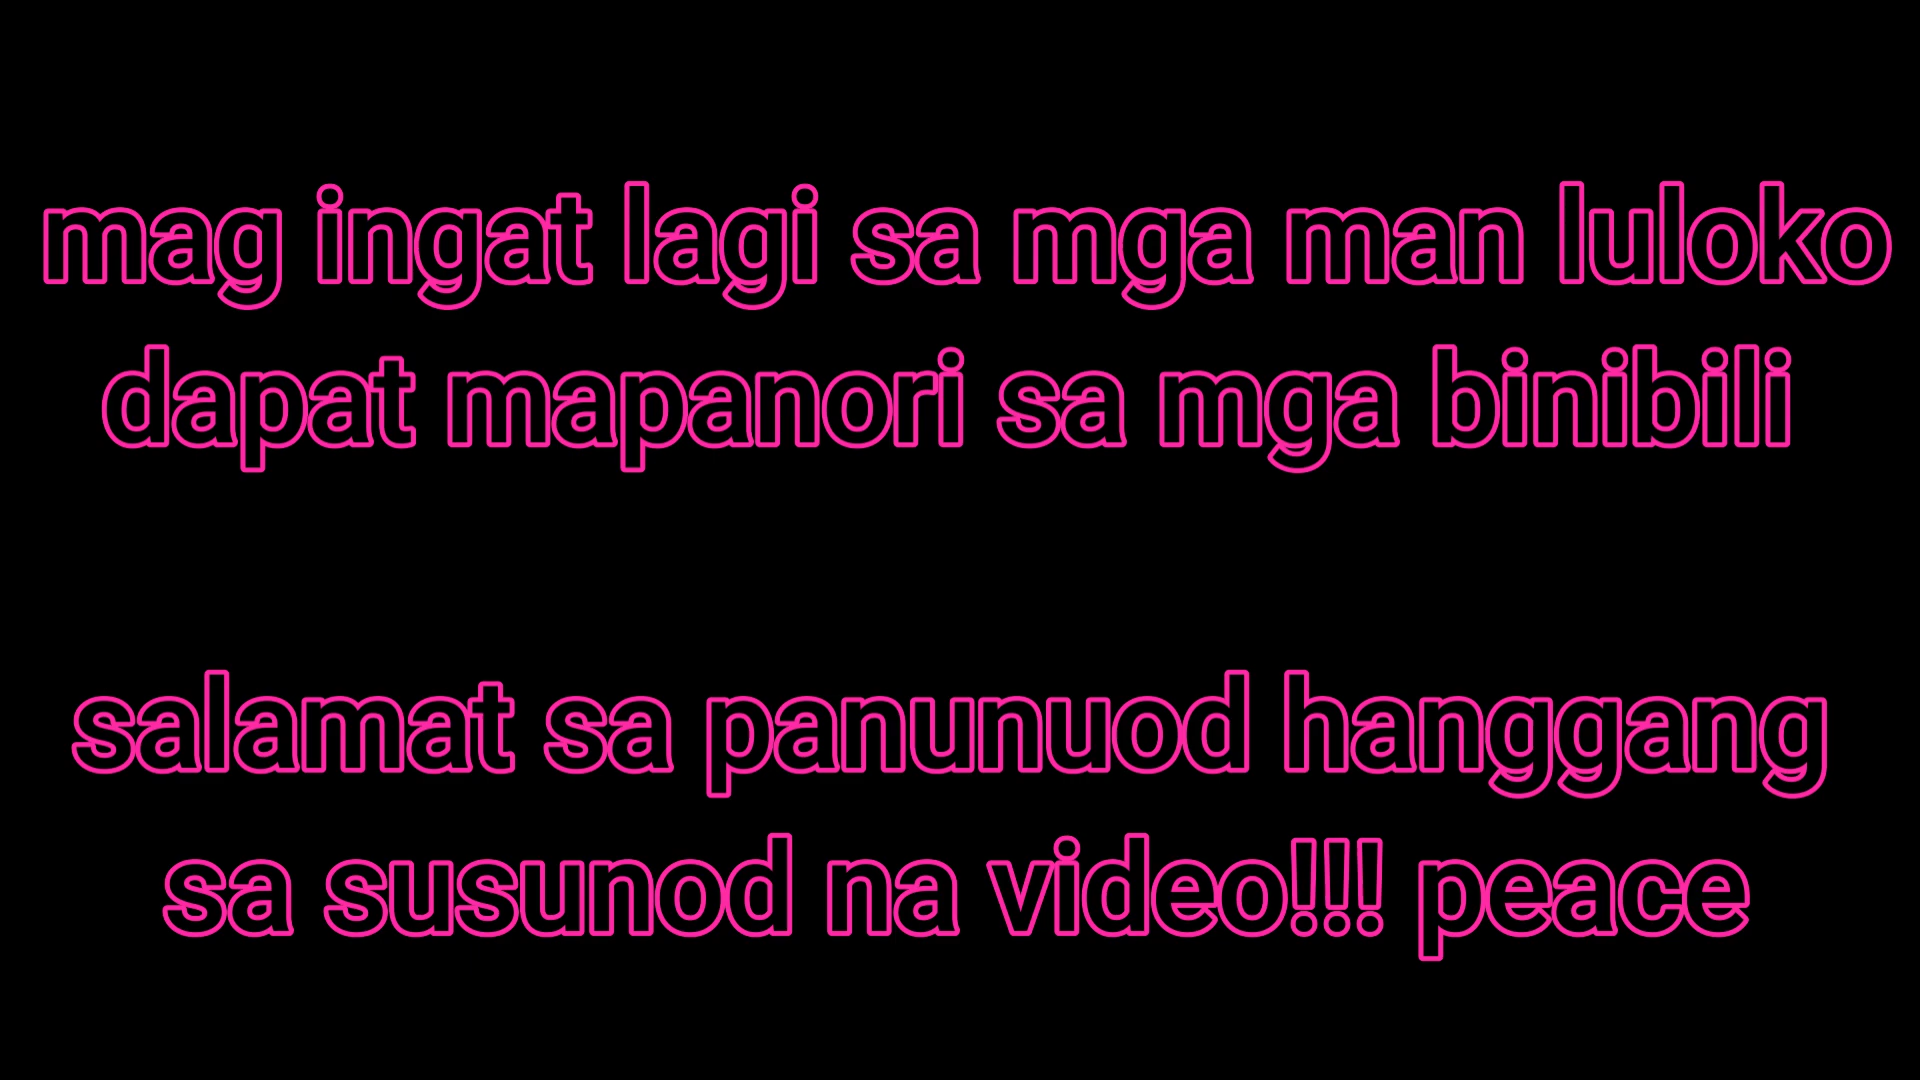 mag ingat lagi sa mga man luloko
dapat mapanori sa mga binibili
salamat sa panunuod hanggang
sa susunod na video!!! peace